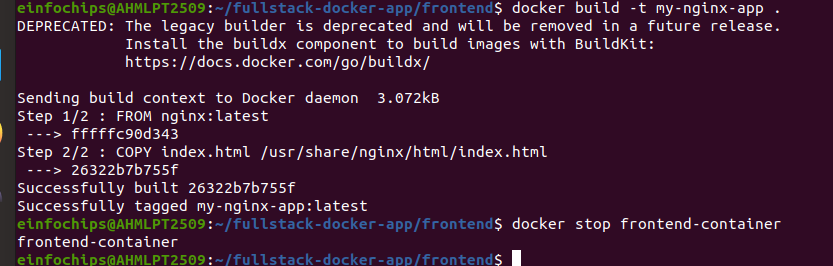 einfochips@AHMLPT2509:~/fullstack-docker-app/frontend$ docker build -t my-nginx-app .
DEPRECATED: The legacy builder is deprecated and will be removed in a future release.
            Install the buildx component to build images with BuildKit:
            https://docs.docker.com/go/buildx/

Sending build context to Docker daemon  3.072kB
Step 1/2 : FROM nginx:latest
 ---> fffffc90d343
Step 2/2 : COPY index.html /usr/share/nginx/html/index.html
 ---> 26322b7b755f
Successfully built 26322b7b755f
Successfully tagged my-nginx-app:latest
einfochips@AHMLPT2509:~/fullstack-docker-app/frontend$ docker stop frontend-container
frontend-container
einfochips@AHMLPT2509:~/fullstack-docker-app/frontend$